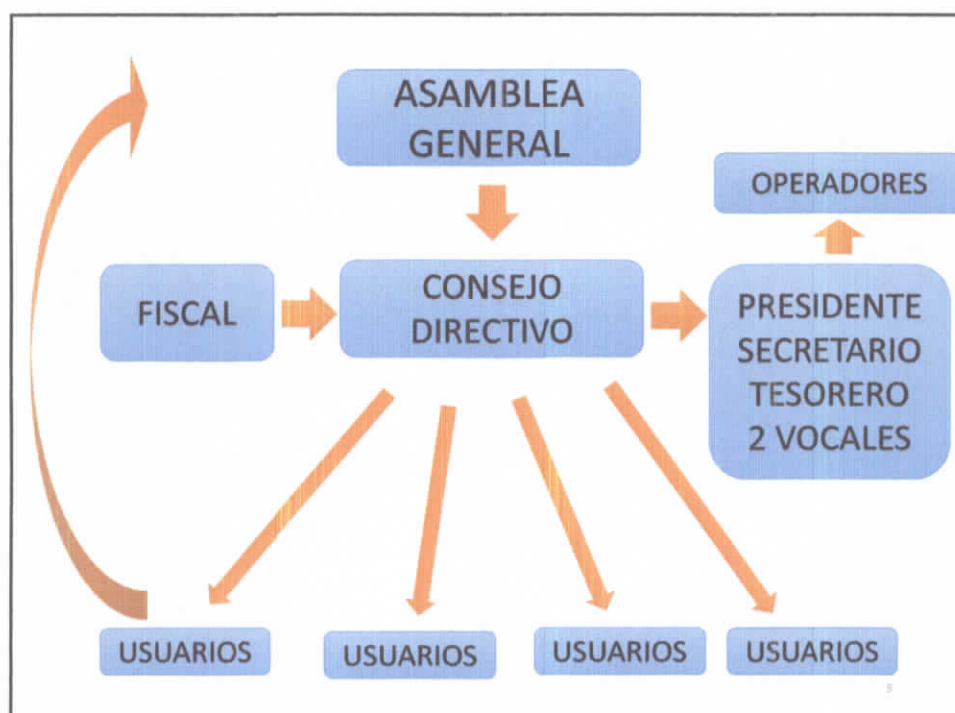 ASAMBLEA
GENERAL
OPERADORES
FISCAL
CONSEJO
DIRECTIVO
PRESIDENTE
SECRETARIO
TESORERO
2 VOCALES
USUARIOS
USUARIOS
USUARIOS
USUARIOS